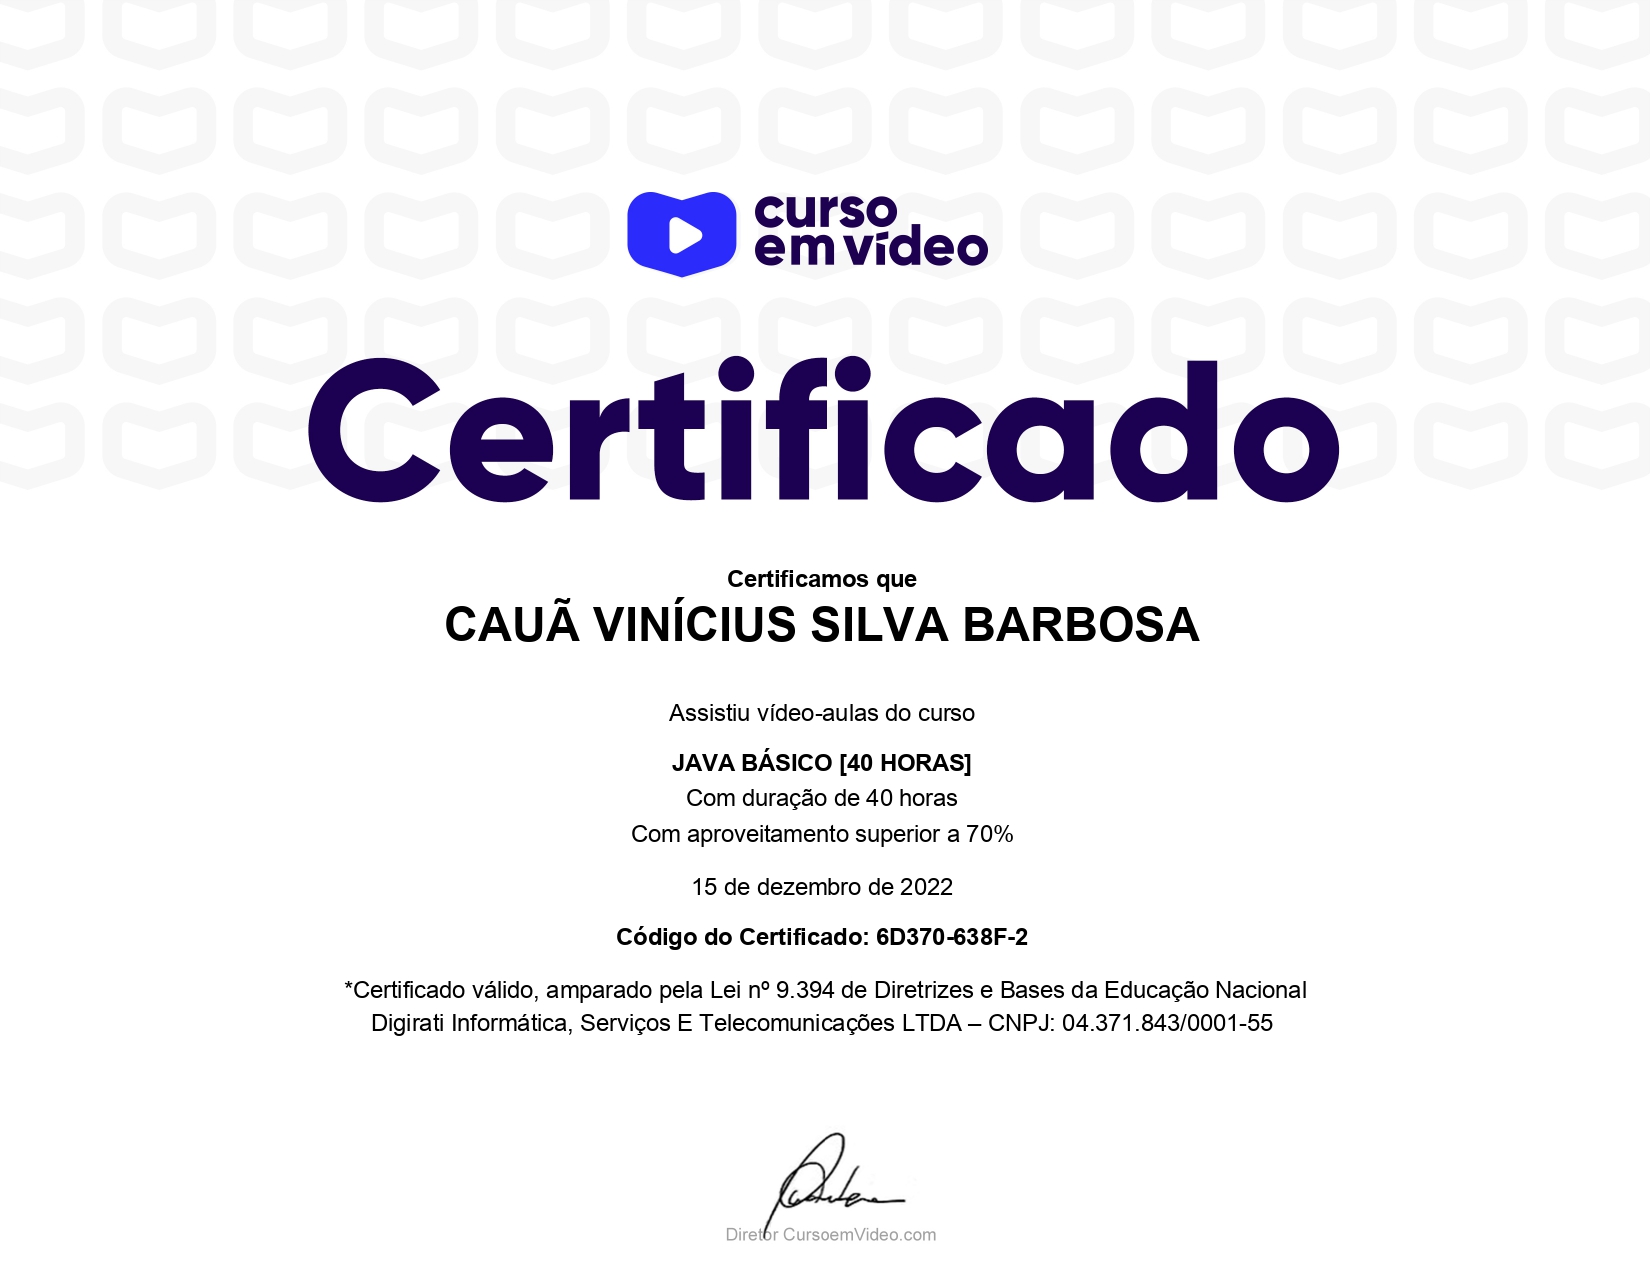 curso
em vídeo
Certificado
Certificamos que
CAUÃ VINÍCIUS SILVA BARBOSA
Assistiu vídeo-aulas do curso
JAVA BÁSICO [40 HORAS]
Com duração de 40 horas
Com aproveitamento superior a 70%
15 de dezembro de 2022
Código do Certificado: 6D370-638F-2
*Certificado válido, amparado pela Lei nº 9.394 de Diretrizes e Bases da Educação Nacional
Digirati Informática, Serviços E Telecomunicações LTDA – CNPJ: 04.371.843/0001-55
Diretor CursoemVideo.com